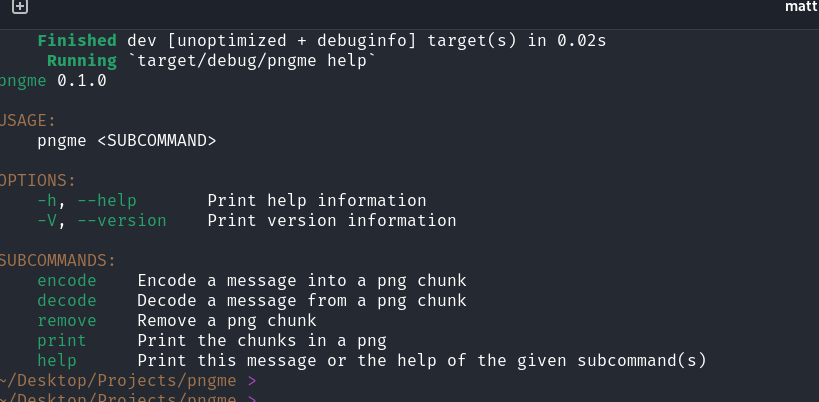 matt
Finished dev [unoptimized + debuginfo] target(s) in 0.02s
Running `target/debug/pngme help`
pngme 0.1.0
USAGE:
pngme <SUBCOMMAND>
OPTIONS:
-h, --help Print help information
-V, --version Print version information
SUBCOMMANDS:
encode Encode a message into a png chunk
decode Decode a message from a png chunk
remove Remove a png chunk
print Print the chunks in a png
help Print this message or the help of the given subcommand(s)
~/Desktop/Projects/pngme >
~/Desktop/Projects/pngme >